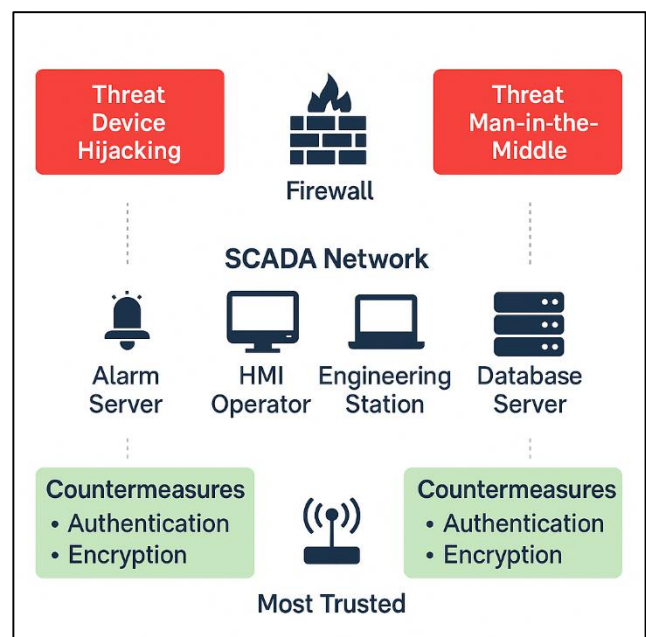 Threat
Device
Hijacking
Firewall
Threat
Man-in-the-
Middle
SCADA Network
Alarm
Server
HMI
Operator
Engineering
Station
Database
Server
Countermeasures
• Authentication
• Encryption
Most Trusted
Countermeasures
• Authentication
• Encryption